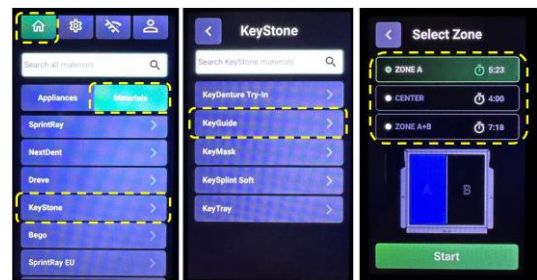 Search all materials
Appliances
Materials
SprintRay
NextDent
Dreve
KeyStone
Bego
SprintRay EU
KeyStone
Search KeyStone materials
KeyDenture Try-In
KeyGuide
KeyMask
KeySplint Soft
KeyTray
Select Zone
ZONE A 5:23
CENTER 4:00
ZONE A+B 7:18
A B
Start